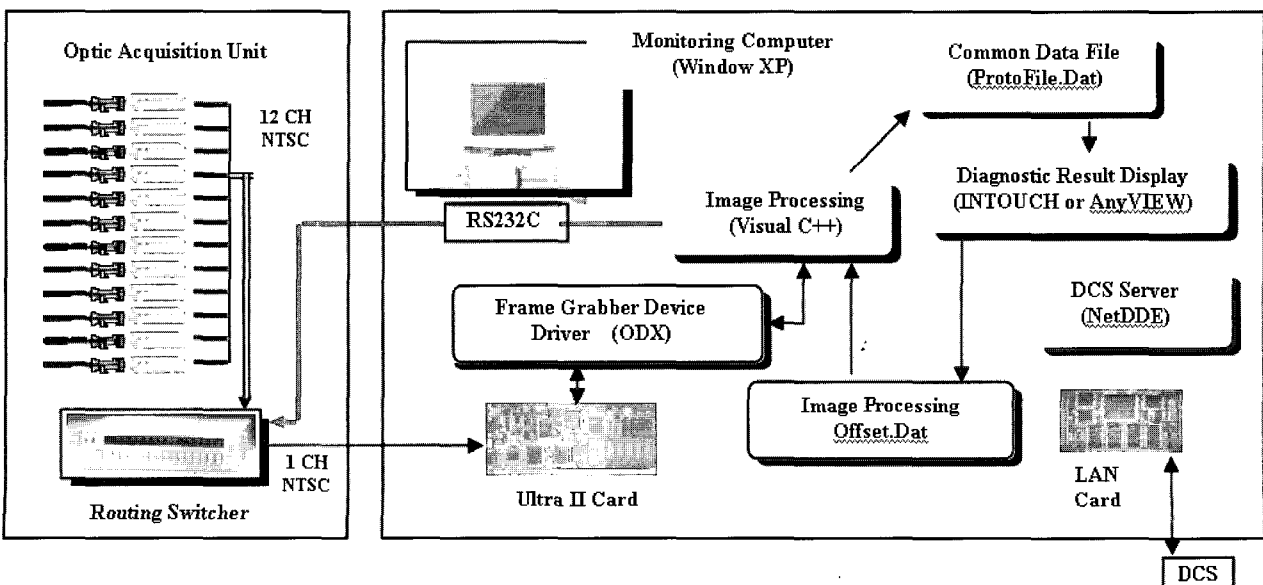 Optic Acquisition Unit
12 CH
NTSC
1 CH
NTSC
Routing Switcher
Monitoring Computer
(Window XP)
RS232C
Image Processing
(Visual C++)
Common Data File
(ProtoFile.Dat)
Diagnostic Result Display
(INTOUCH or AnyVIEW)
Frame Grabber Device
Driver (ODX)
DCS Server
(NetDDE)
Image Processing
Offset.Dat
Ultra II Card
LAN
Card
DCS